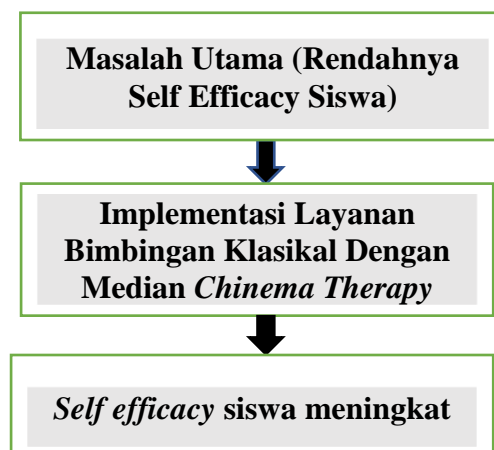 Masalah Utama (Rendahnya
Self Efficacy Siswa)
Implementasi Layanan
Bimbingan Klasikal Dengan
Median Chinema Therapy
Self efficacy siswa meningkat